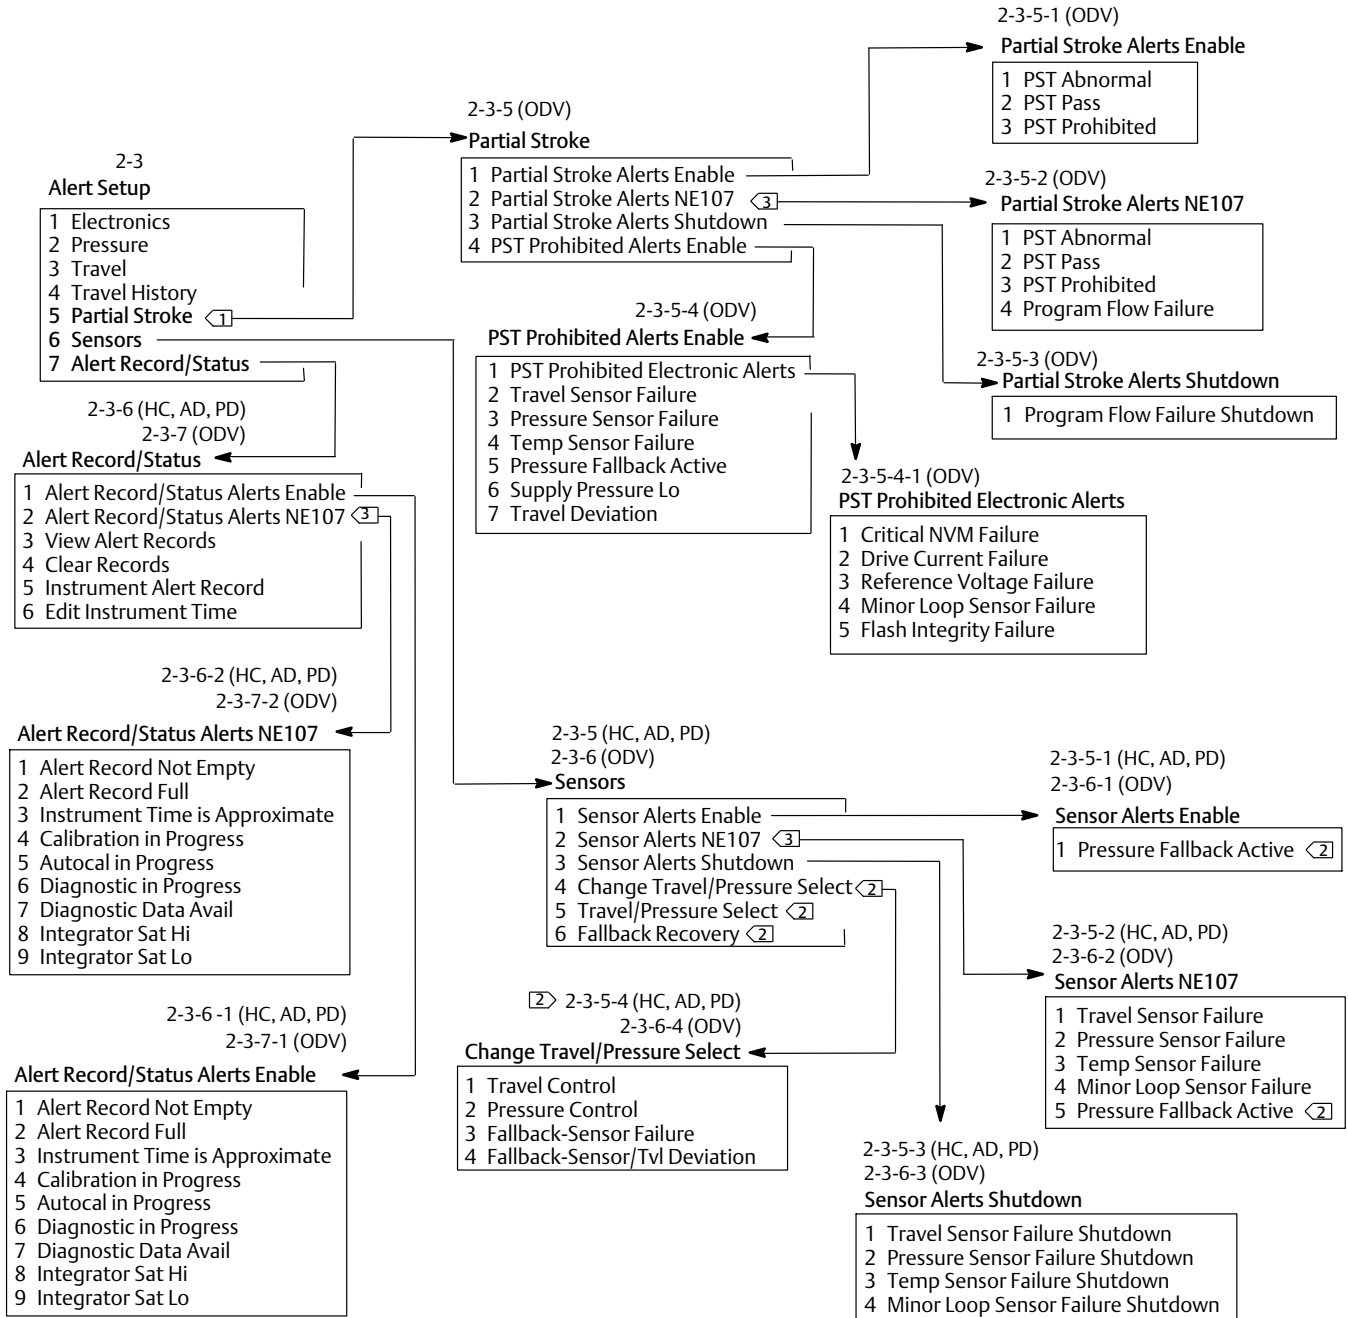 2-3
Alert Setup
1 Electronics
2 Pressure
3 Travel
4 Travel History
5 Partial Stroke 1
6 Sensors
7 Alert Record/Status
2-3-5 (ODV)
Partial Stroke
1 Partial Stroke Alerts Enable
2 Partial Stroke Alerts NE107 3
3 Partial Stroke Alerts Shutdown
4 PST Prohibited Alerts Enable
2-3-5-1 (ODV)
Partial Stroke Alerts Enable
1 PST Abnormal
2 PST Pass
3 PST Prohibited
2-3-5-2 (ODV)
Partial Stroke Alerts NE107
1 PST Abnormal
2 PST Pass
3 PST Prohibited
4 Program Flow Failure
2-3-5-3 (ODV)
Partial Stroke Alerts Shutdown
1 Program Flow Failure Shutdown
2-3-5-4 (ODV)
PST Prohibited Alerts Enable
1 PST Prohibited Electronic Alerts
2 Travel Sensor Failure
3 Pressure Sensor Failure
4 Temp Sensor Failure
5 Pressure Fallback Active
6 Supply Pressure Lo
7 Travel Deviation
2-3-5-4-1 (ODV)
PST Prohibited Electronic Alerts
1 Critical NVM Failure
2 Drive Current Failure
3 Reference Voltage Failure
4 Minor Loop Sensor Failure
5 Flash Integrity Failure
2-3-6 (HC, AD, PD)
2-3-7 (ODV)
Alert Record/Status
1 Alert Record/Status Alerts Enable
2 Alert Record/Status Alerts NE107 3
3 View Alert Records
4 Clear Records
5 Instrument Alert Record
6 Edit Instrument Time
2-3-6-2 (HC, AD, PD)
2-3-7-2 (ODV)
Alert Record/Status Alerts NE107
1 Alert Record Not Empty
2 Alert Record Full
3 Instrument Time is Approximate
4 Calibration in Progress
5 Autocal in Progress
6 Diagnostic in Progress
7 Diagnostic Data Avail
8 Integrator Sat Hi
9 Integrator Sat Lo
2-3-6 -1 (HC, AD, PD)
2-3-7-1 (ODV)
Alert Record/Status Alerts Enable
1 Alert Record Not Empty
2 Alert Record Full
3 Instrument Time is Approximate
4 Calibration in Progress
5 Autocal in Progress
6 Diagnostic in Progress
7 Diagnostic Data Avail
8 Integrator Sat Hi
9 Integrator Sat Lo
2-3-5 (HC, AD, PD)
2-3-6 (ODV)
Sensors
1 Sensor Alerts Enable
2 Sensor Alerts NE107 3
3 Sensor Alerts Shutdown
4 Change Travel/Pressure Select 2
5 Travel/Pressure Select 2
6 Fallback Recovery 2
2-3-5-1 (HC, AD, PD)
2-3-6-1 (ODV)
Sensor Alerts Enable
1 Pressure Fallback Active 2
2-3-5-2 (HC, AD, PD)
2-3-6-2 (ODV)
Sensor Alerts NE107
1 Travel Sensor Failure
2 Pressure Sensor Failure
3 Temp Sensor Failure
4 Minor Loop Sensor Failure
5 Pressure Fallback Active 2
2 2-3-5-4 (HC, AD, PD)
2-3-6-4 (ODV)
Change Travel/Pressure Select
1 Travel Control
2 Pressure Control
3 Fallback-Sensor Failure
4 Fallback-Sensor/Tvl Deviation
2-3-5-3 (HC, AD, PD)
2-3-6-3 (ODV)
Sensor Alerts Shutdown
1 Travel Sensor Failure Shutdown
2 Pressure Sensor Failure Shutdown
3 Temp Sensor Failure Shutdown
4 Minor Loop Sensor Failure Shutdown